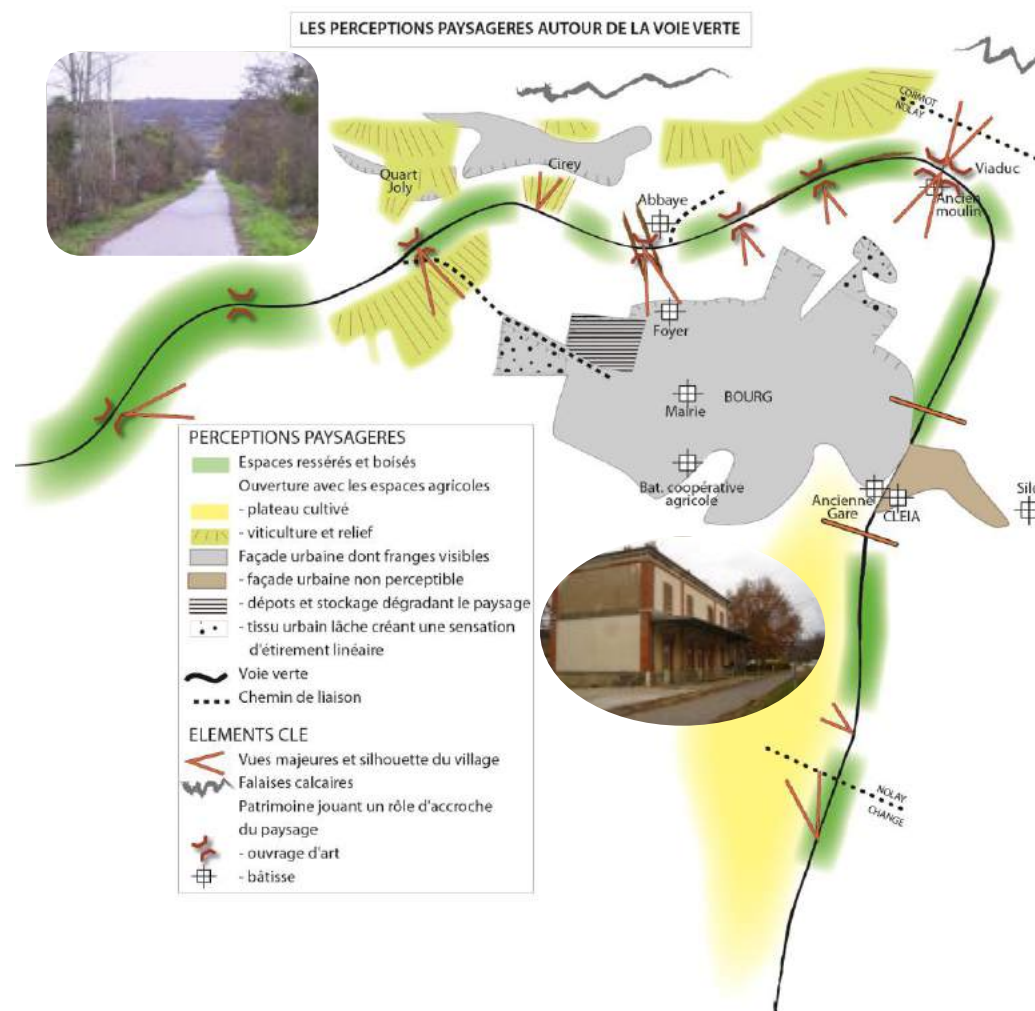 LES PERCEPTIONS PAYSAGERES AUTOUR DE LA VOIE VERTE
CORMOT
NOLAY
Cirey
Quart
Joly
Viaduc
Abbaye
Ancien
moulin
Foyer
Mairie
BOURG
Bat. coopérative
agricole
Ancienne
Gare
CLEIA
Silo
NOLAY
CHANGE
PERCEPTIONS PAYSAGERES
Espaces ressérés et boisés
Ouverture avec les espaces agricoles
- plateau cultivé
- viticulture et relief
Façade urbaine dont franges visibles
- façade urbaine non perceptible
- dépots et stockage dégradant le paysage
- tissu urbain lâche créant une sensation
d'étirement linéaire
Voie verte
Chemin de liaison
ELEMENTS CLE
Vues majeures et silhouette du village
Falaises calcaires
Patrimoine jouant un rôle d'accroche
du paysage
- ouvrage d'art
- bâtisse